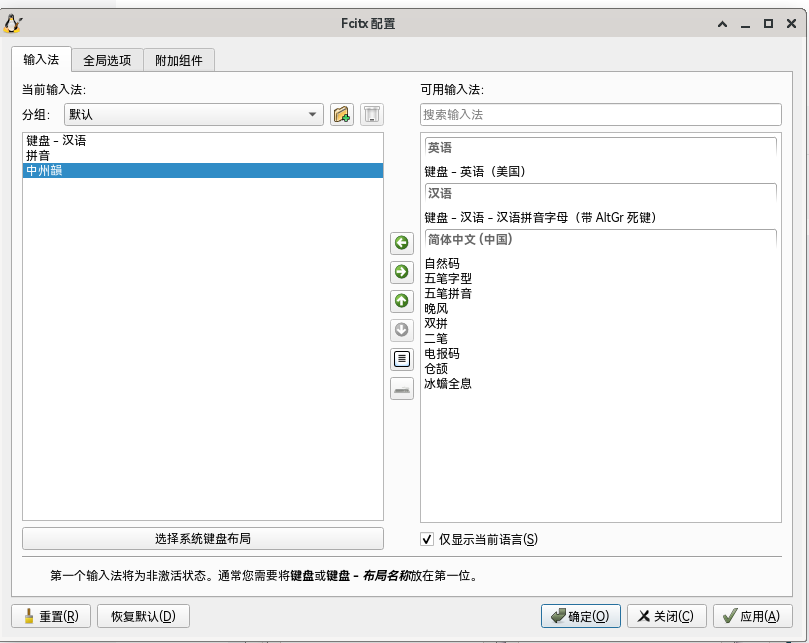 Fcitx 配置
输入法
全局选项
附加组件
当前输入法:
分组:
默认
键盘 – 汉语
拼音
中州韻
选择系统键盘布局
可用输入法:
搜索输入法
英语
键盘 – 英语（美国）
汉语
键盘 – 汉语 – 汉语拼音字母（带 AltGr 死键）
简体中文 (中国)
自然码
五笔字型
五笔拼音
晚风
双拼
二笔
电报码
仓颉
冰蟾全息
仅显示当前语言(S)
第一个输入法将为非激活状态。通常您需要将键盘或键盘 – 布局名称放在第一位。
重置(R)
恢复默认(D)
确定(O)
关闭(C)
应用(A)